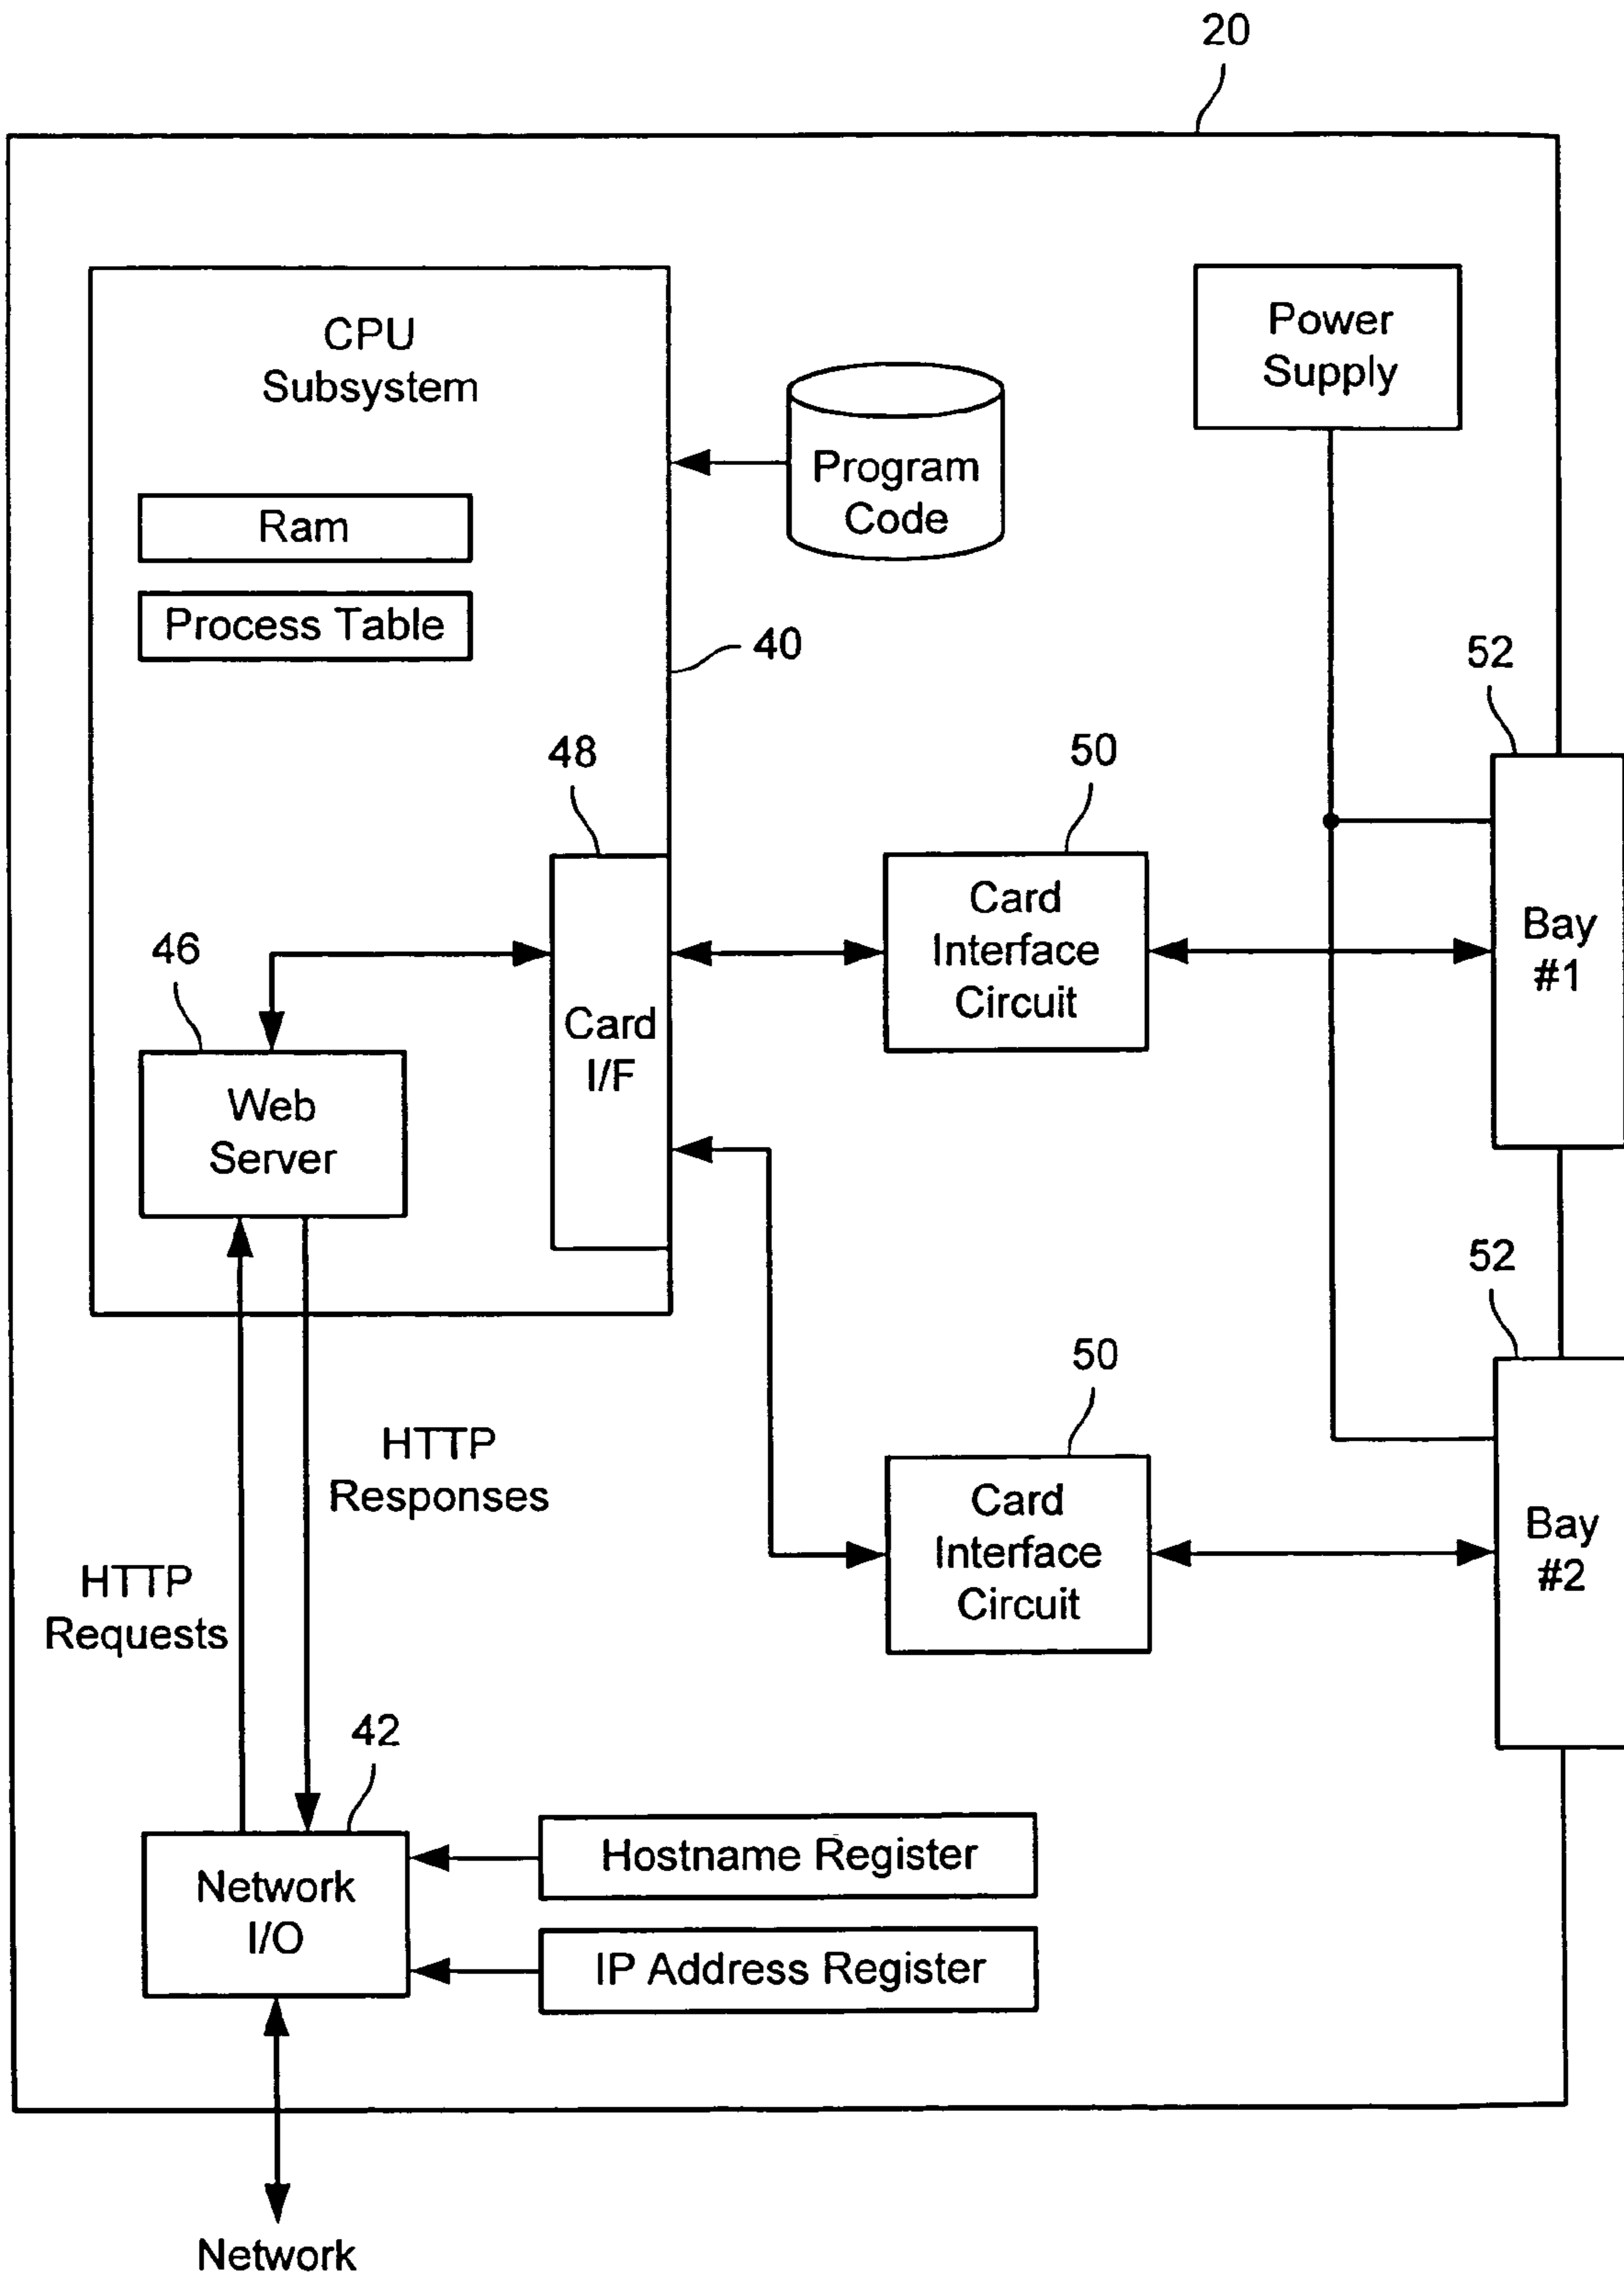 20
CPU
Subsystem
Power
Supply
Program
Code
Ram
Process Table
40
52
48
50
46
Card
Interface
Circuit
Bay
#1
Card
I/F
Web
Server
52
50
HTTP
Responses
Card
Interface
Circuit
Bay
#2
HTTP
Requests
42
Hostname Register
Network
I/O
IP Address Register
Network